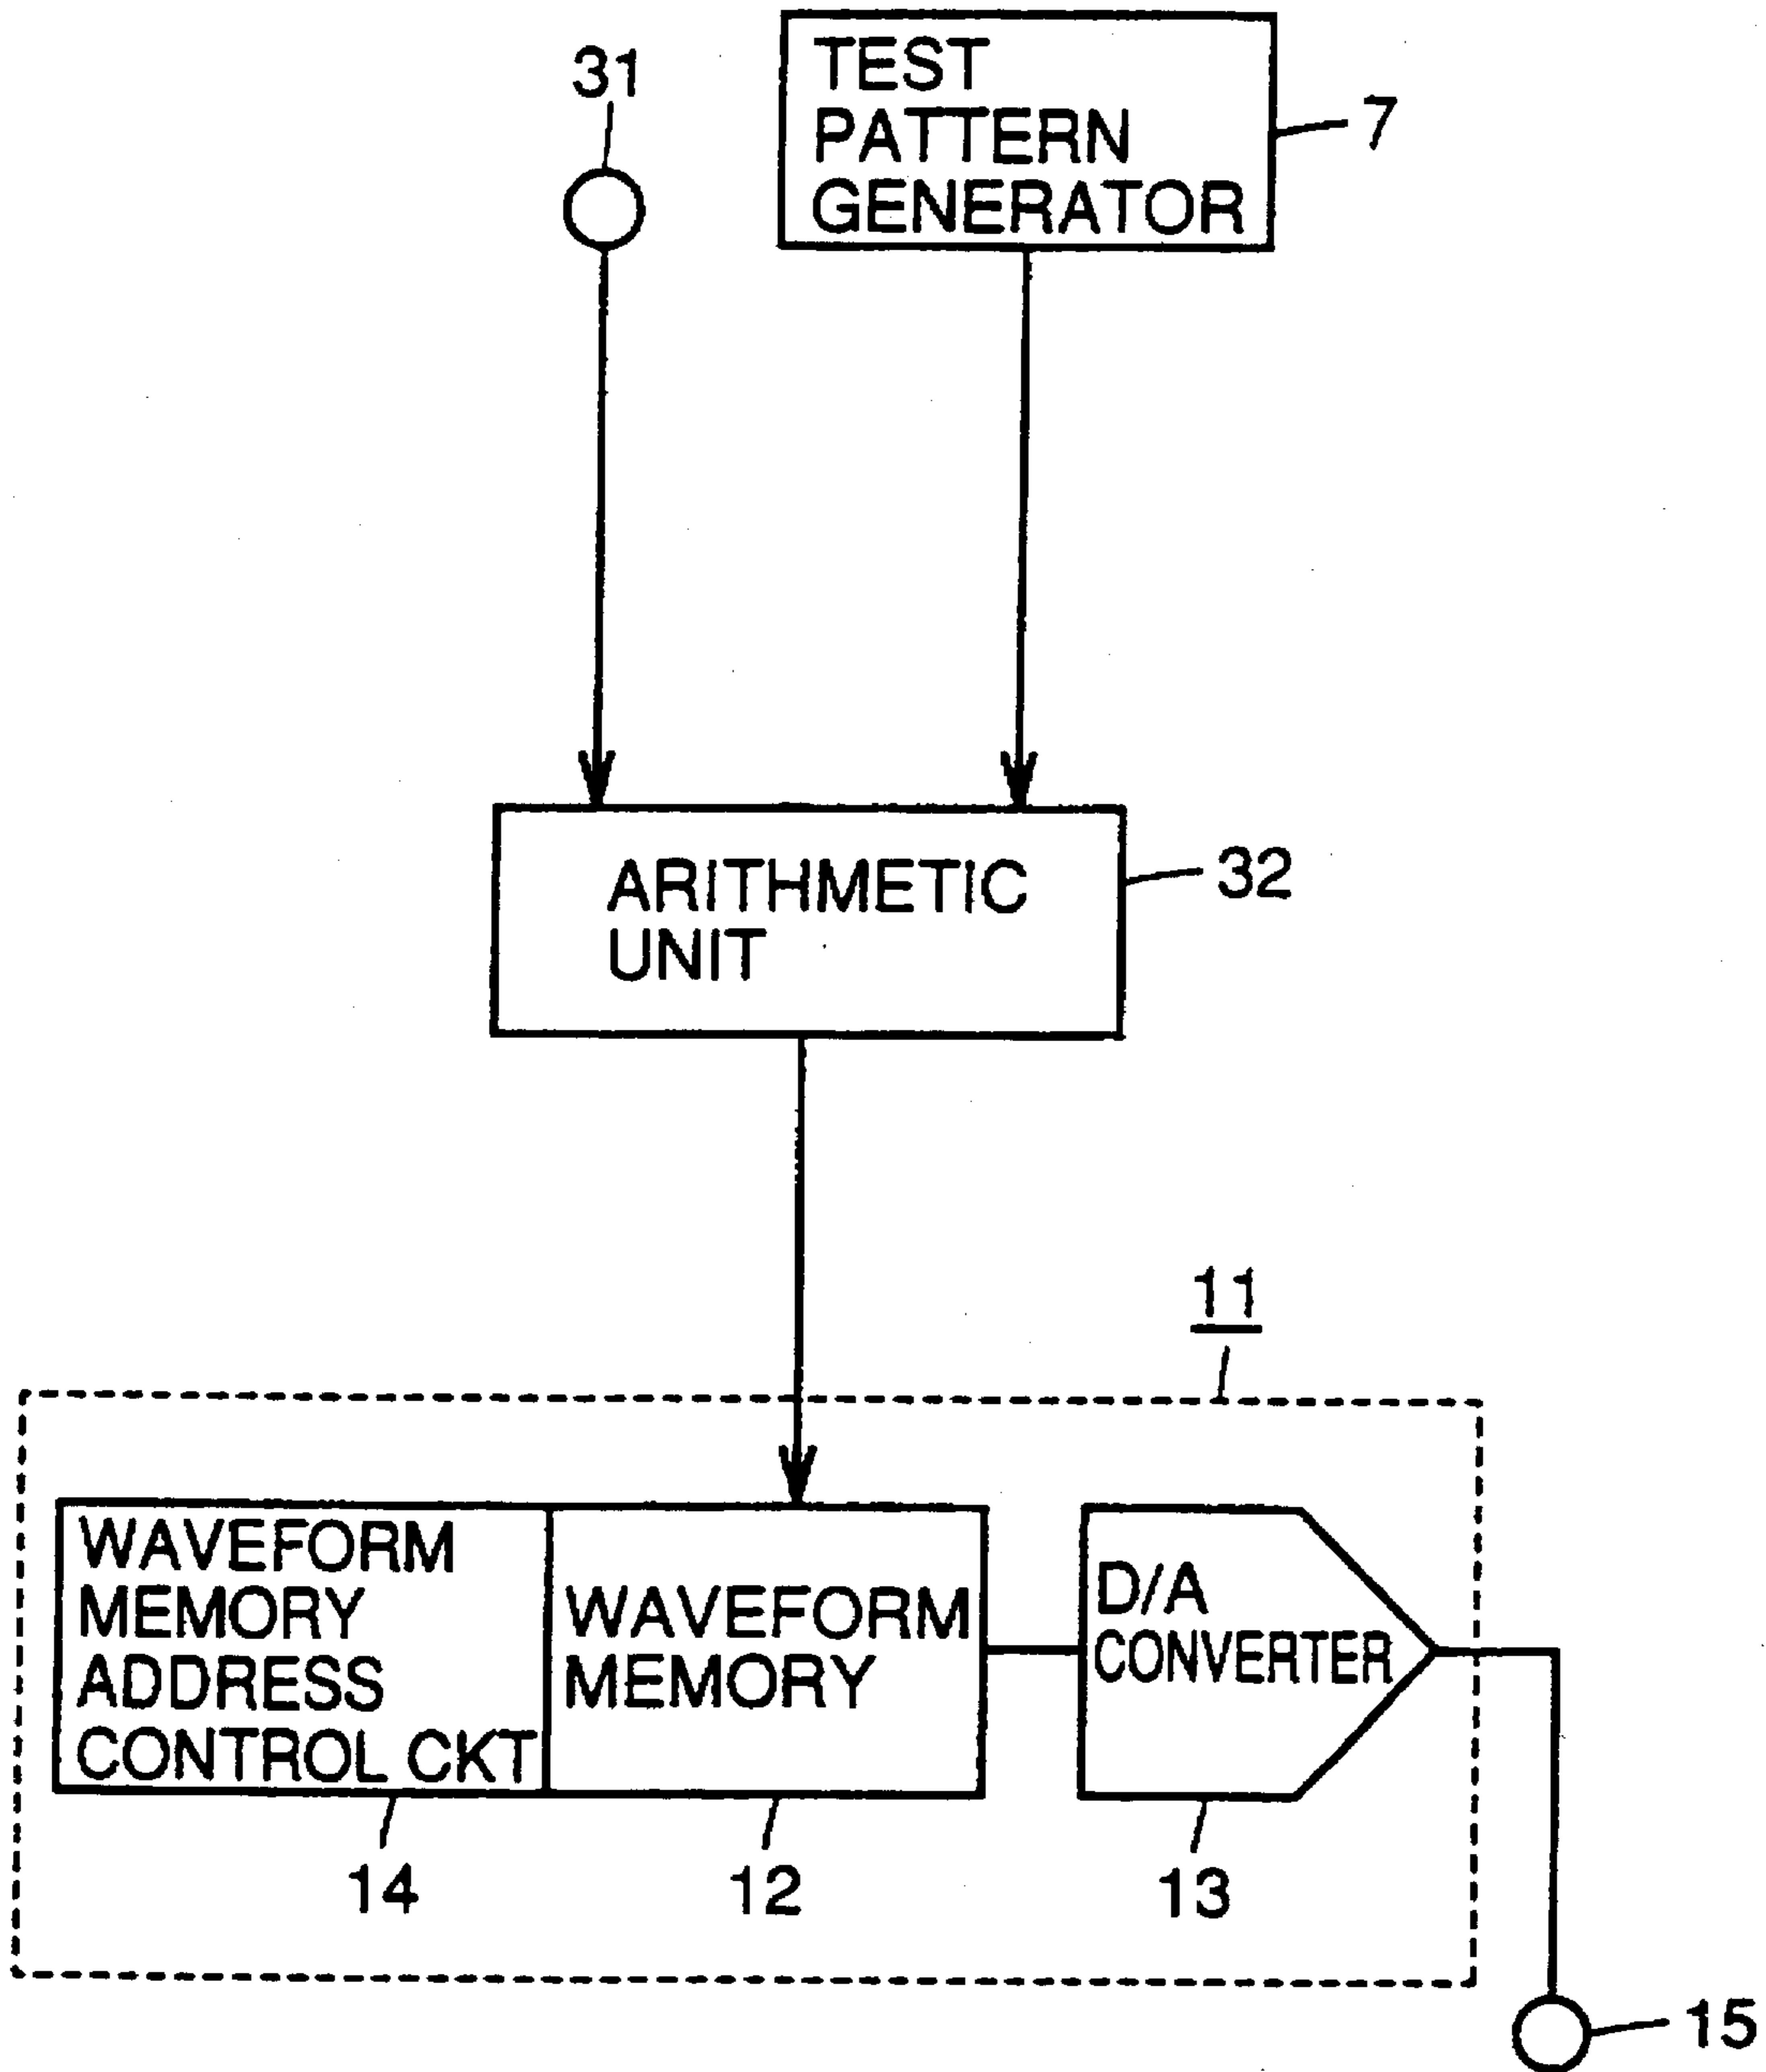 31
TEST
PATTERN
GENERATOR
7
ARITHMETIC
UNIT
32
11
WAVEFORM
MEMORY
ADDRESS
CONTROL CKT
WAVEFORM
MEMORY
D/A
CONVERTER
14
12
13
15